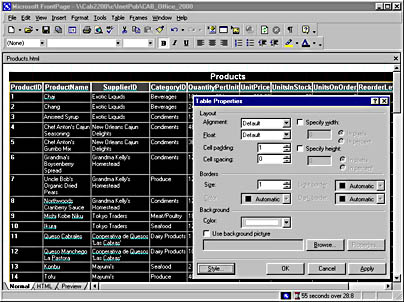 Microsoft FrontPage - \\Cab2200\c\InetPub\CAB_Office_2000
File Edit View Insert Format Tools Table Frames Window Help
(None)
Products.html
Products
ProductID ProductName SupplierID CategoryID QuantityPerUnit UnitPrice UnitsInStock UnitsOnOrder ReorderLev
1 Chai Exotic Liquids Beverages
2 Chang Exotic Liquids Beverages
3 Aniseed Syrup Exotic Liquids Condiments
4 Chef Anton's Cajun Seasoning New Orleans Cajun Delights Condiments
5 Chef Anton's Gumbo Mix New Orleans Cajun Delights Condiments
6 Grandma's Boysenberry Spread Grandma Kelly's Homestead Condiments
7 Uncle Bob's Organic Dried Pears Grandma Kelly's Homestead Produce
8 Northwoods Cranberry Sauce Grandma Kelly's Homestead Condiments
9 Mishi Kobe Niku Tokyo Traders Meat/Poultry
10 Ikura Tokyo Traders Seafood
11 Queso Cabrales Cooperativa de Quesos 'Las Cabras' Dairy Products
12 Queso Manchego La Pastora Cooperativa de Quesos 'Las Cabras' Dairy Products
13 Konbu Mayumi's Seafood
14 Tofu Mayumi's Produce
Table Properties
Layout
Alignment: Default
Specify width:
Float: Default
In pixels
In percent
Cell padding: 1
Specify height:
Cell spacing: 0
In pixels
In percent
Borders
Size: 1
Light border: Automatic
Color: Automatic
Dark border: Automatic
Background
Color:
Use background picture
Browse...
Properties...
Style...
OK
Cancel
Apply
Normal HTML Preview
55 seconds over 28.8